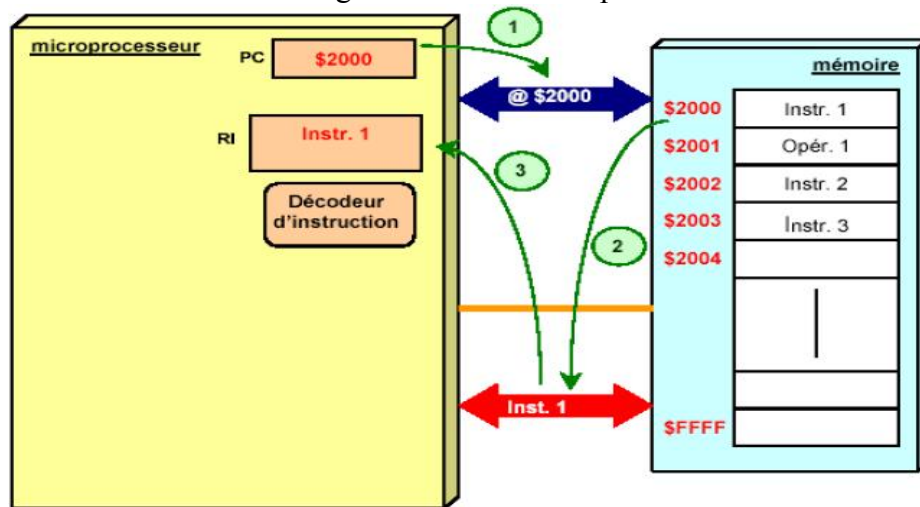 microprocesseur
PC
$2000
1
@ $2000
RI
Instr. 1
Décodeur
d'instruction
3
2
mémoire
$2000
Instr. 1
$2001
Opér. 1
$2002
Instr. 2
$2003
Instr. 3
$2004
Inst. 1
$FFFF